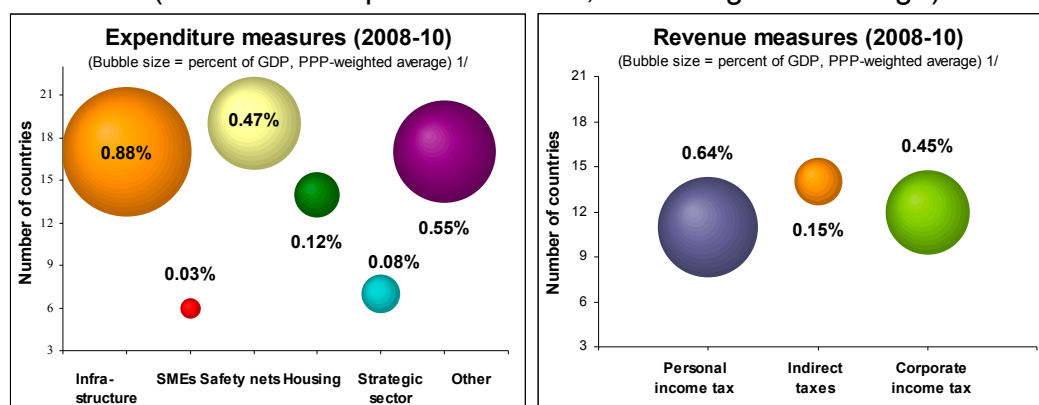 Expenditure measures (2008-10)
(Bubble size = percent of GDP, PPP-weighted average) 1/
Number of countries
21
18
15
12
9
6
3
0.88%
0.03%
0.47%
0.12%
0.08%
0.55%
Infra-
structure
SMEs
Safety nets
Housing
Strategic
sector
Other
Revenue measures (2008-10)
(Bubble size = percent of GDP, PPP-weighted average) 1/
Number of countries
21
18
15
12
9
6
3
0.64%
0.15%
0.45%
Personal
income tax
Indirect
taxes
Corporate
income tax